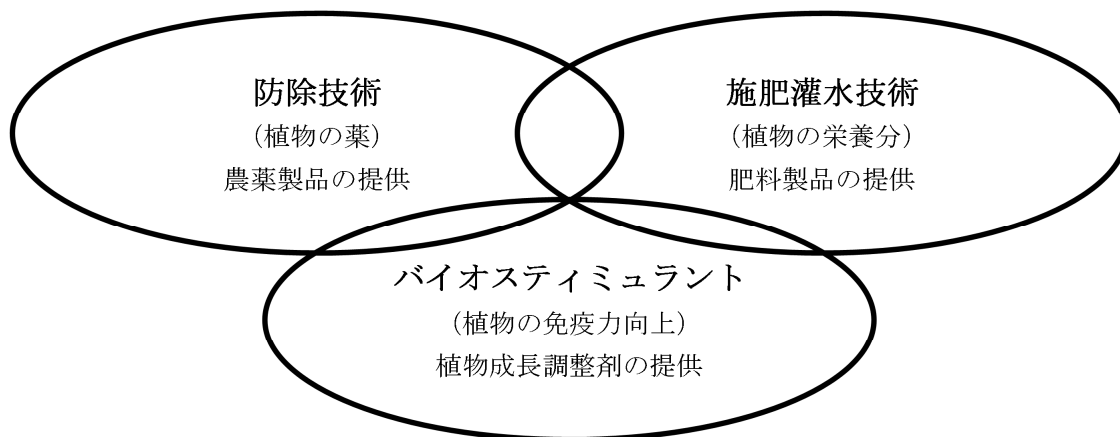 防除技術
（植物の薬）
農薬製品の提供
施肥灌水技術
（植物の栄養分）
肥料製品の提供
バイオスティミュラント
（植物の免疫力向上）
植物成長調整剤の提供